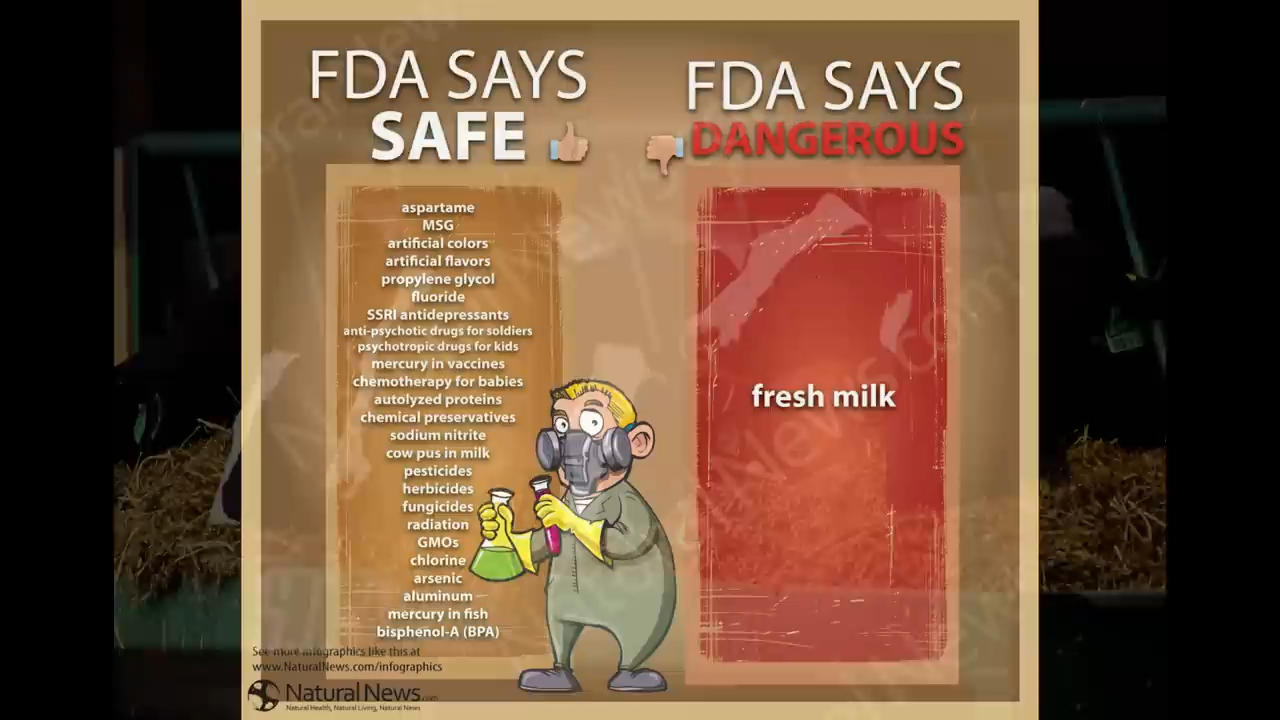 FDA SAYS
SAFE
aspartame
MSG
artificial colors
artificial flavors
propylene glycol
fluoride
SSRI antidepressants
anti-psychotic drugs for soldiers
psychotropic drugs for kids
mercury in vaccines
chemotherapy for babies
autolyzed proteins
chemical preservatives
sodium nitrite
cow pus in milk
pesticides
herbicides
fungicides
radiation
GMOs
chlorine
arsenic
aluminum
mercury in fish
bisphenol-A (BPA)
FDA SAYS
DANGEROUS
fresh milk
See more infographics like this at
www.NaturalNews.com/infographics
NaturalNews.com
Natural Health, Natural Living, Natural News